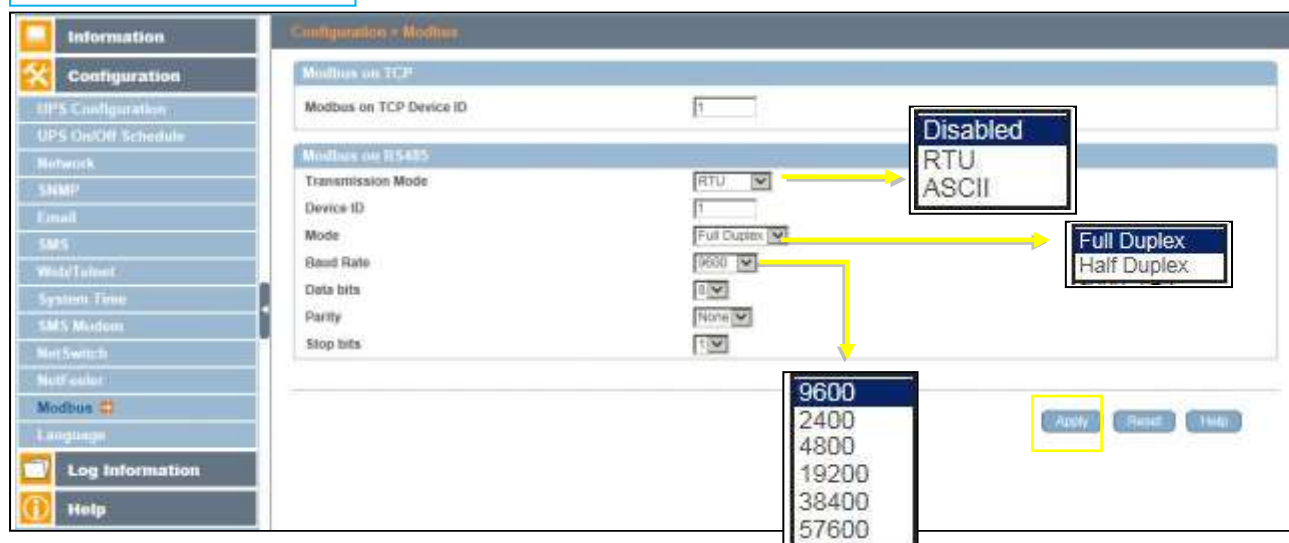 Information
Configuration
UPS Configuration
UPS On/Off Schedule
Network
SNMP
Email
SMS
Web/Telnet
System Time
SMS Modem
NetSwitch
NetFeeler
Modbus
Language
Log Information
Help
Configuration » Modbus
Modbus on TCP
Modbus on TCP Device ID 1
Modbus on RS485
Transmission Mode RTU
Device ID 1
Mode Full Duplex
Baud Rate 9600
Data bits 8
Parity None
Stop bits 1
Disabled
RTU
ASCII
Full Duplex
Half Duplex
9600
2400
4800
19200
38400
57600
Apply Reset Help